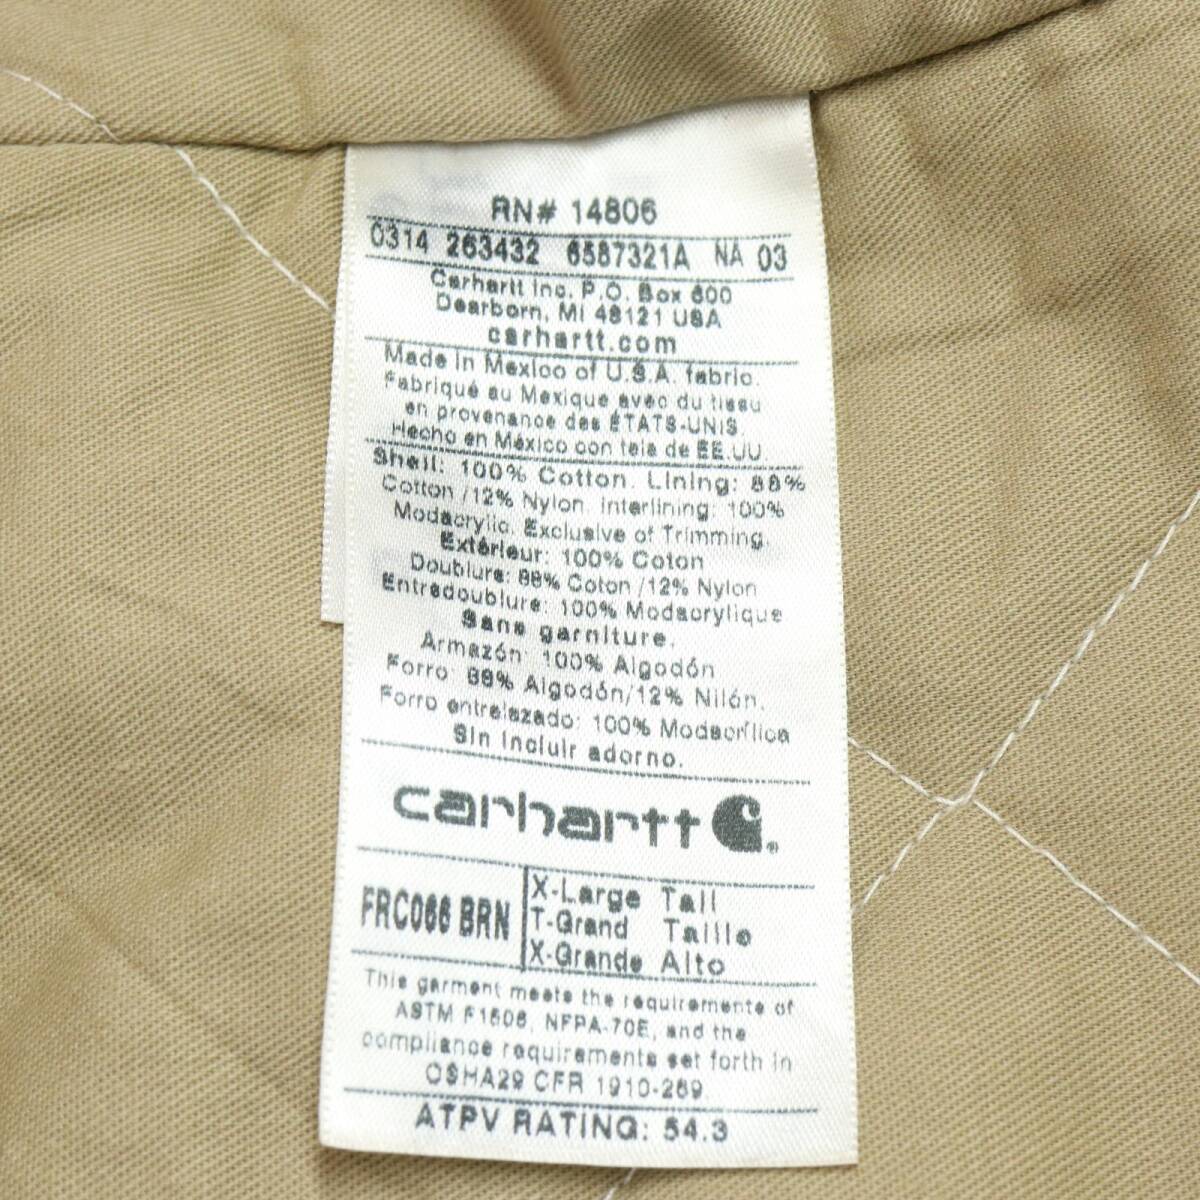 RN# 14806
0314 263432 6587321A NA 03
Carhartt Inc. P.O. Box 600
Dearborn, MI 48121 USA
carhartt.com
Made in Mexico of U.S.A. fabric.
Fabriqué au Mexique avec du tissu
en provenance des ÉTATS-UNIS.
Hecho en México con tela de EE.UU.
Shell: 100% Cotton. Lining: 88%
Cotton /12% Nylon. Interlining: 100%
Modacrylic. Exclusive of Trimming.
Extérieur: 100% Coton
Doublure: 88% Coton /12% Nylon
Entredoublure: 100% Modacrylique
Sans garniture.
Armazón: 100% Algodón
Forro: 88% Algodón/12% Nilón.
Forro entrelazado: 100% Modacrílica
Sin incluir adorno.
carhartt
FRC066 BRN
X-Large Tall
T-Grand Taille
X-Grande Alto
This garment meets the requirements of
ASTM F1506, NFPA-70E, and the
compliance requirements set forth in
OSHA29 CFR 1910-269.
ATPV RATING: 54.3